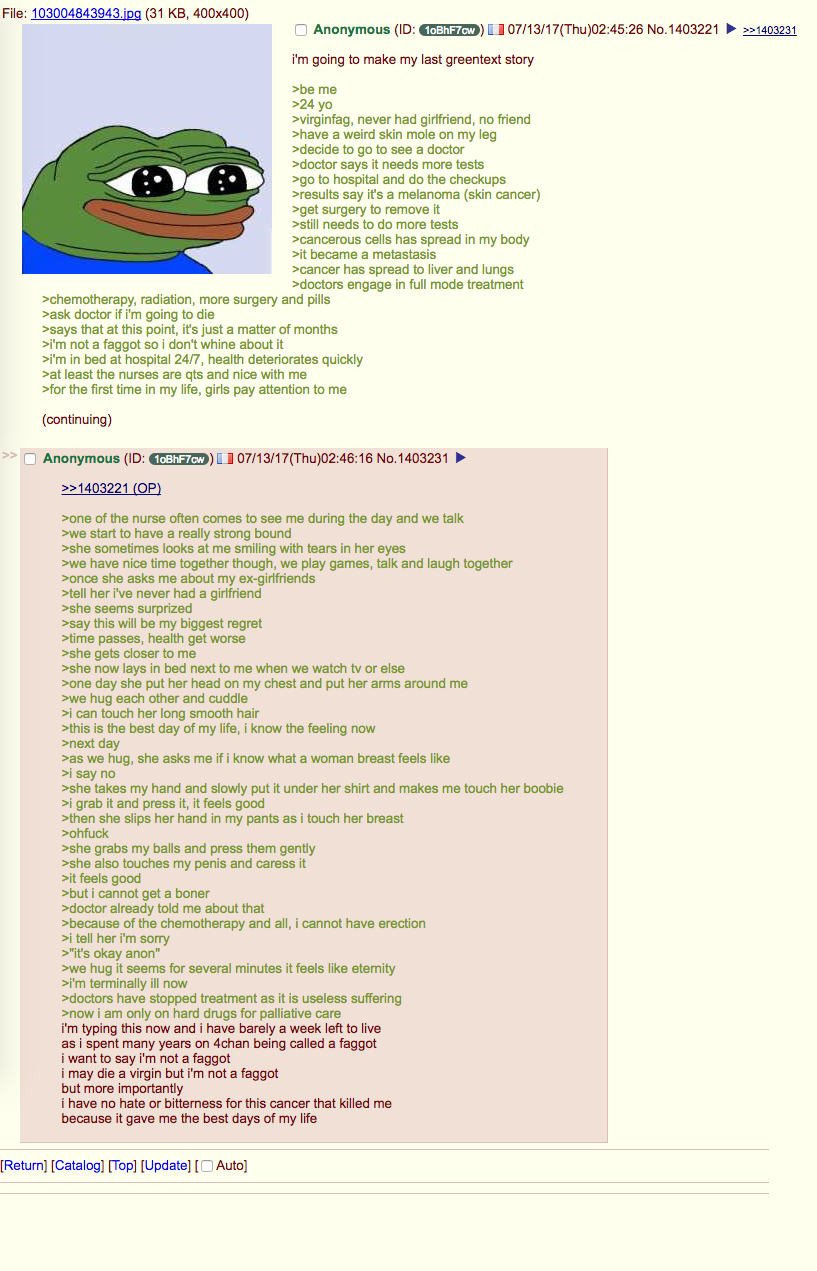 File: 103004843943.jpg (31 KB, 400x400)
Anonymous (ID: 1oBhF7cw) 07/13/17(Thu)02:45:26 No.1403221 ▶ >>1403231
i'm going to make my last greentext story
>be me
>24 yo
>virginfag, never had girlfriend, no friend
>have a weird skin mole on my leg
>decide to go to see a doctor
>doctor says it needs more tests
>go to hospital and do the checkups
>results say it's a melanoma (skin cancer)
>get surgery to remove it
>still needs to do more tests
>cancerous cells has spread in my body
>it became a metastasis
>cancer has spread to liver and lungs
>doctors engage in full mode treatment
>chemotherapy, radiation, more surgery and pills
>ask doctor if i'm going to die
>says that at this point, it's just a matter of months
>i'm not a faggot so i don't whine about it
>i'm in bed at hospital 24/7, health deteriorates quickly
>at least the nurses are qts and nice with me
>for the first time in my life, girls pay attention to me
(continuing)
>> Anonymous (ID: 1oBhF7cw) 07/13/17(Thu)02:46:16 No.1403231 ▶
>>1403221 (OP)
>one of the nurse often comes to see me during the day and we talk
>we start to have a really strong bound
>she sometimes looks at me smiling with tears in her eyes
>we have nice time together though, we play games, talk and laugh together
>once she asks me about my ex-girlfriends
>tell her i've never had a girlfriend
>she seems surprized
>say this will be my biggest regret
>time passes, health get worse
>she gets closer to me
>she now lays in bed next to me when we watch tv or else
>one day she put her head on my chest and put her arms around me
>we hug each other and cuddle
>i can touch her long smooth hair
>this is the best day of my life, i know the feeling now
>next day
>as we hug, she asks me if i know what a woman breast feels like
>i say no
>she takes my hand and slowly put it under her shirt and makes me touch her boobie
>i grab it and press it, it feels good
>then she slips her hand in my pants as i touch her breast
>ohfuck
>she grabs my balls and press them gently
>she also touches my penis and caress it
>it feels good
>but i cannot get a boner
>doctor already told me about that
>because of the chemotherapy and all, i cannot have erection
>i tell her i'm sorry
>"it's okay anon"
>we hug it seems for several minutes it feels like eternity
>i'm terminally ill now
>doctors have stopped treatment as it is useless suffering
>now i am only on hard drugs for palliative care
i'm typing this now and i have barely a week left to live
as i spent many years on 4chan being called a faggot
i want to say i'm not a faggot
i may die a virgin but i'm not a faggot
but more importantly
i have no hate or bitterness for this cancer that killed me
because it gave me the best days of my life
[Return] [Catalog] [Top] [Update] [ Auto]